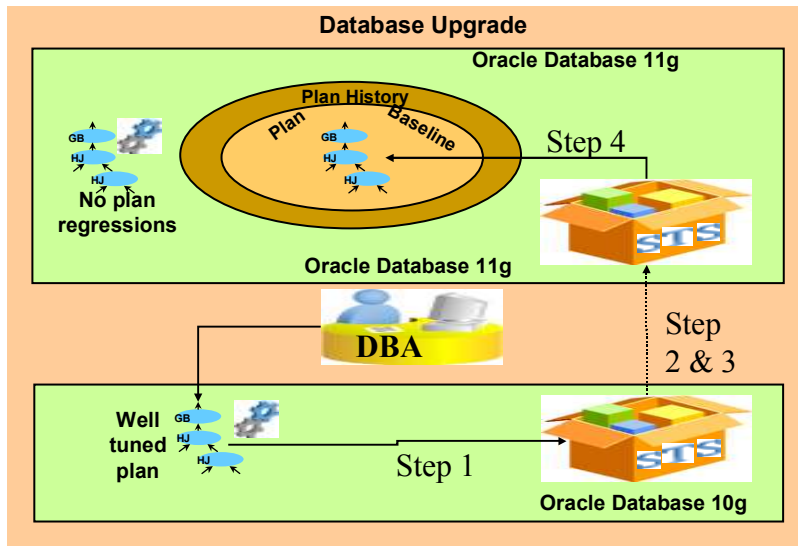 Database Upgrade
Oracle Database 11g
Plan History
Plan Baseline
GB
HJ
HJ
No plan
regressions
GB
HJ
HJ
Step 4
STS
Oracle Database 11g
DBA
Step
2 & 3
Well
tuned
plan
GB
HJ
HJ
Step 1
STS
Oracle Database 10g